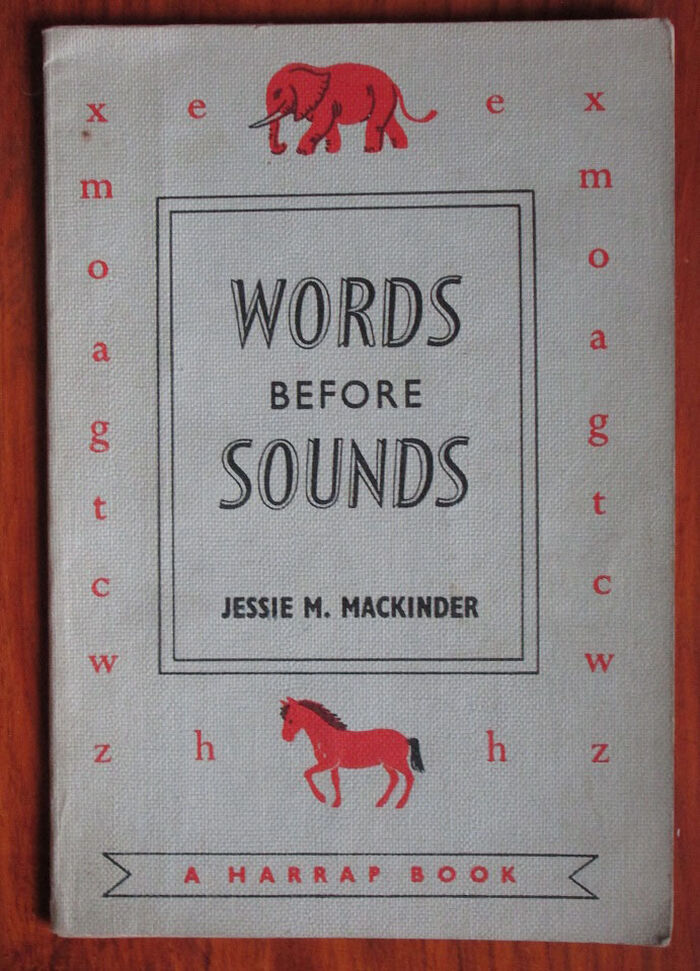 x e e x
m m
o o
a a
g g
t t
c c
w w
z h h z
WORDS
BEFORE
SOUNDS
JESSIE M. MACKINDER
A HARRAP BOOK